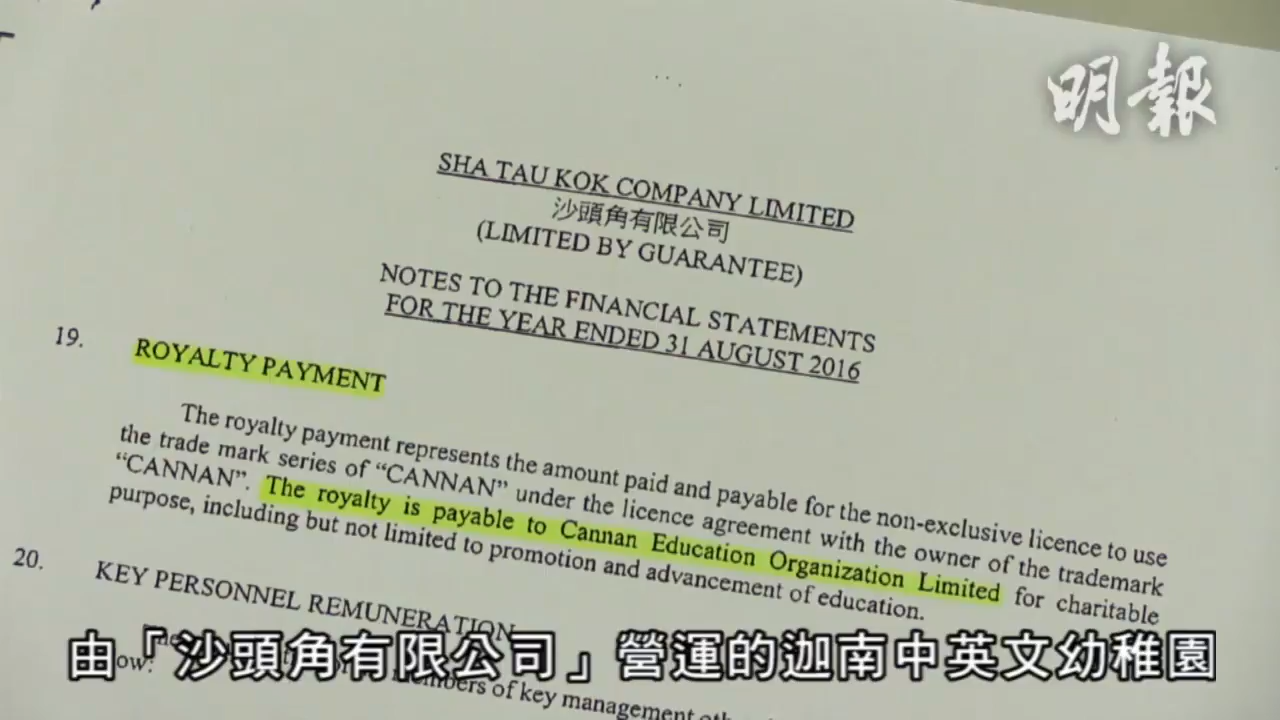 明報
SHA TAU KOK COMPANY LIMITED
沙頭角有限公司
(LIMITED BY GUARANTEE)
NOTES TO THE FINANCIAL STATEMENTS
FOR THE YEAR ENDED 31 AUGUST 2016
19. ROYALTY PAYMENT
The royalty payment represents the amount paid and payable for the non-exclusive licence to use
the trade mark series of “CANNAN” under the licence agreement with the owner of the trademark
“CANNAN”. The royalty is payable to Cannan Education Organization Limited for charitable
purpose, including but not limited to promotion and advancement of education.
20. KEY PERSONNEL REMUNERATION
members of key management
由「沙頭角有限公司」營運的迦南中英文幼稚園